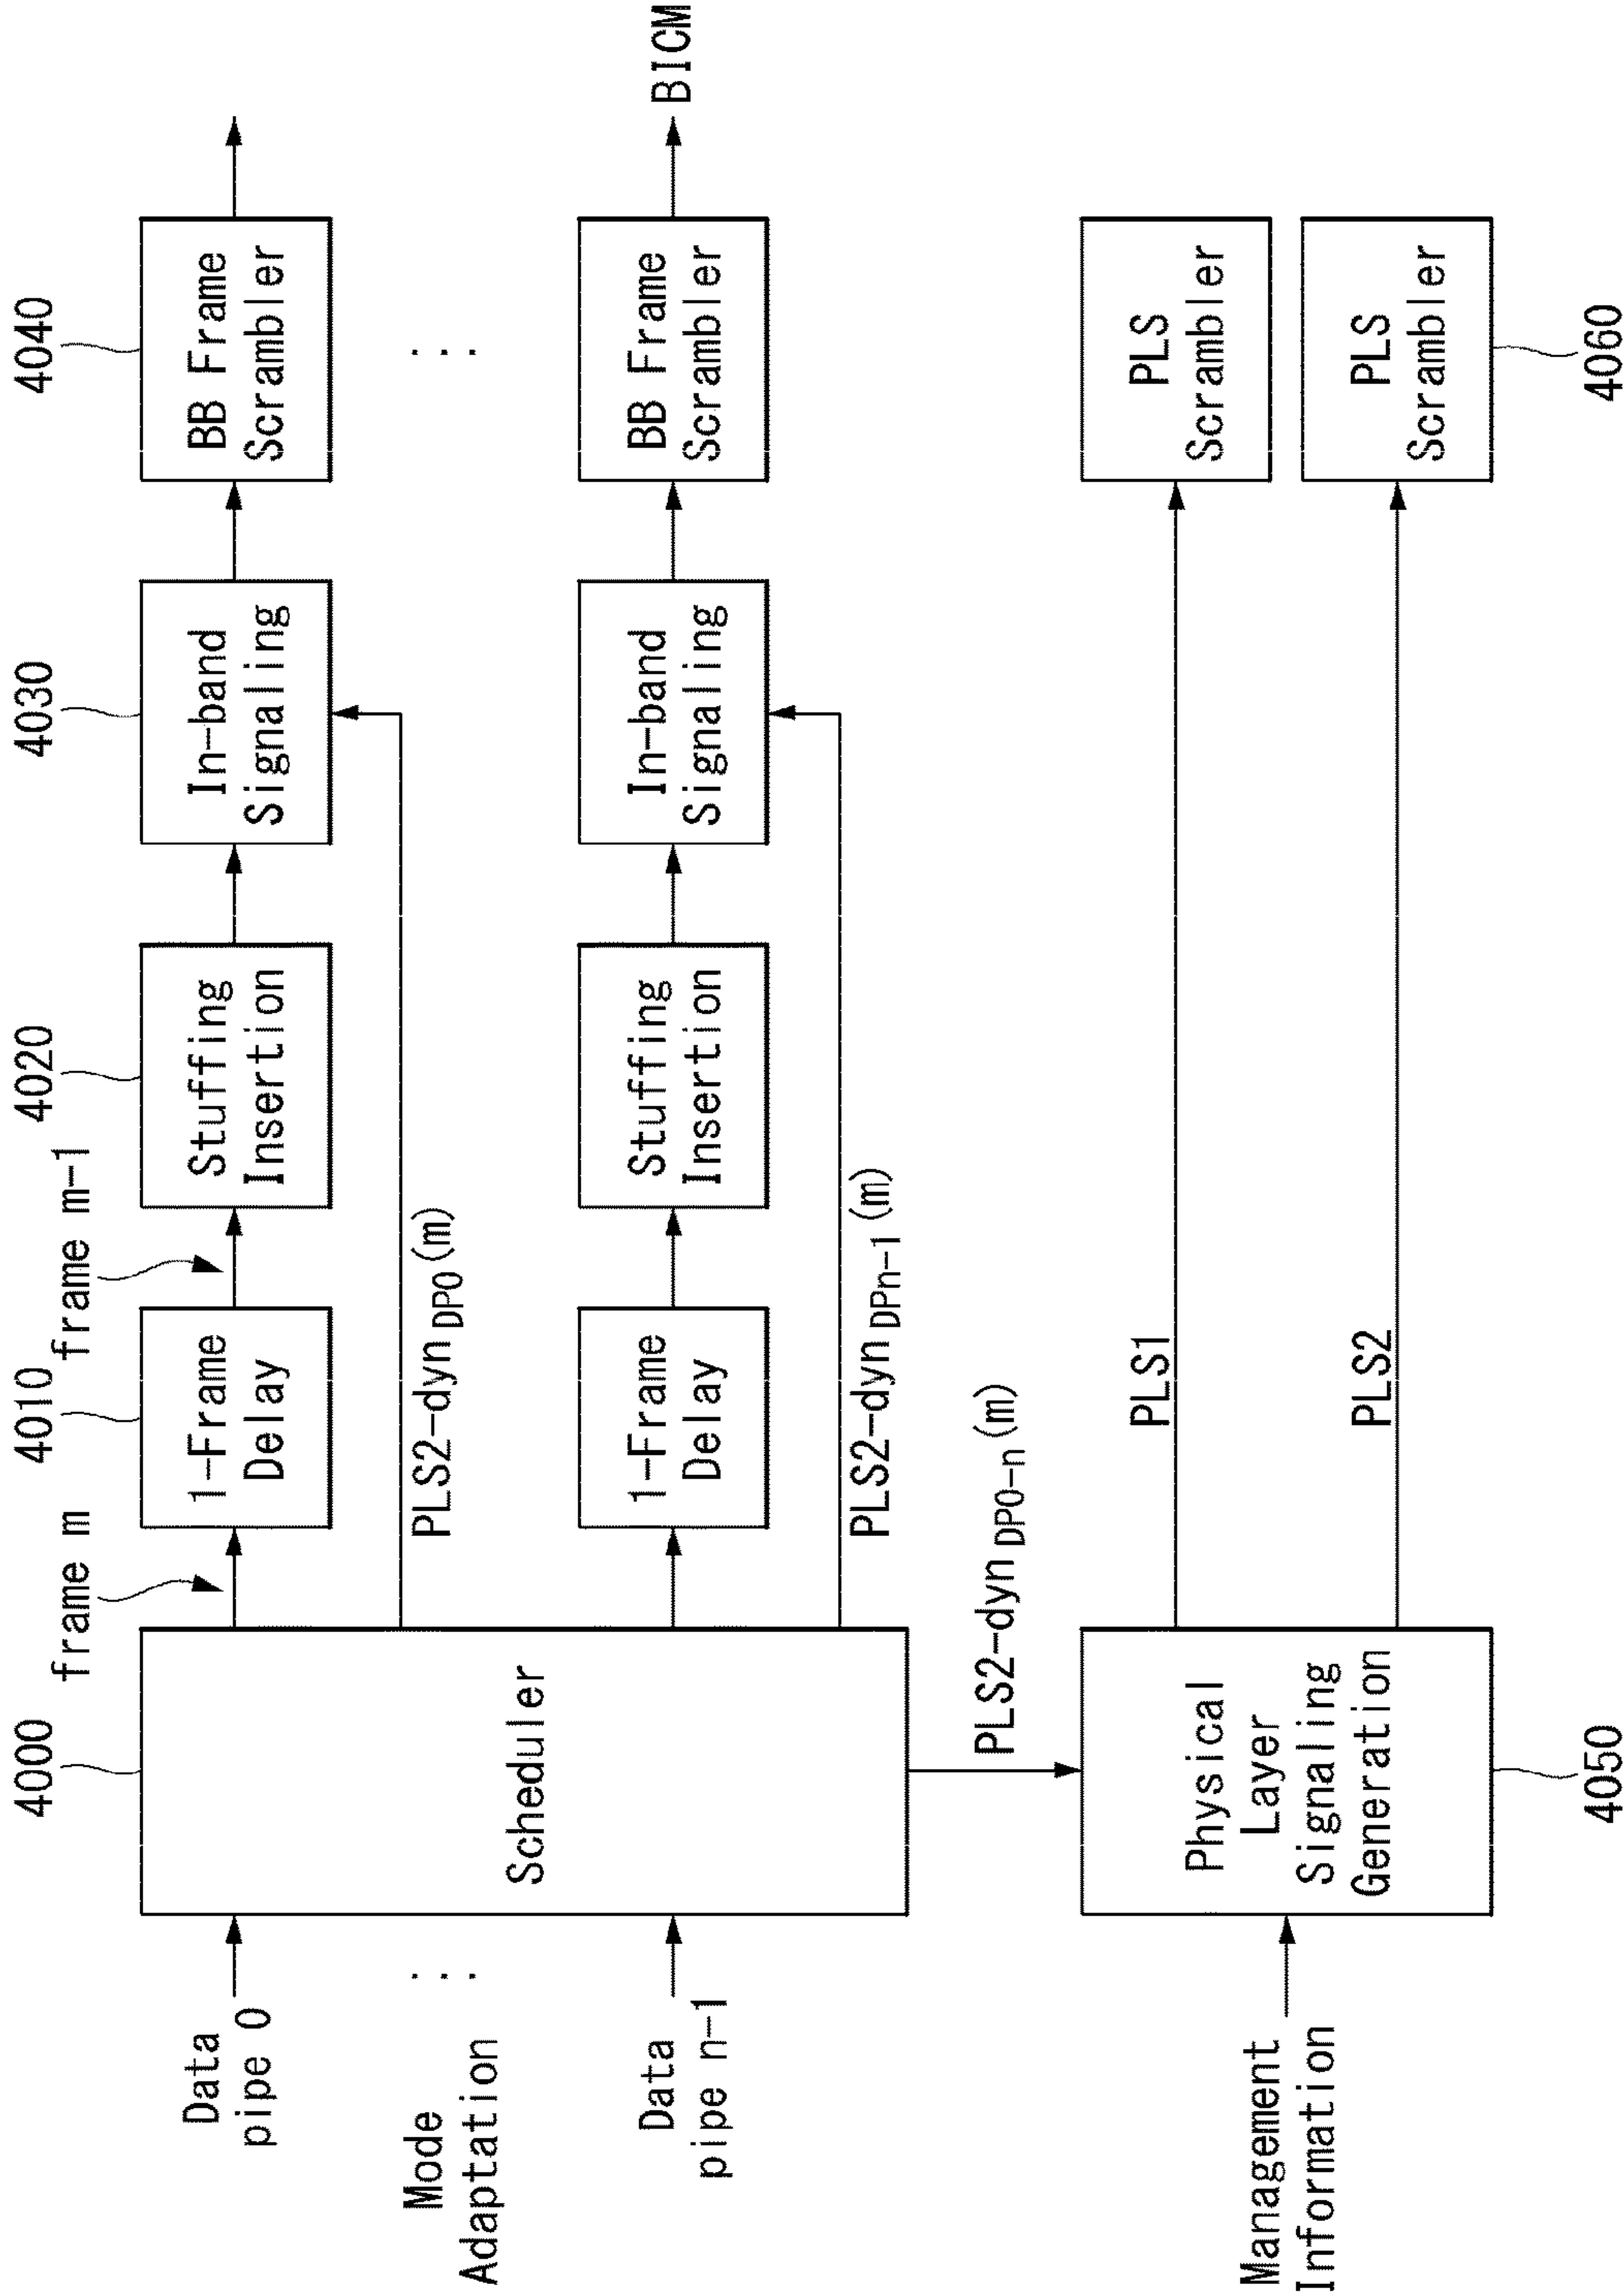 4000
4010
4020
4030
4040
frame m
frame m-1
Data
pipe 0
Mode
Adaptation
. . .
Data
pipe n-1
Scheduler
1-Frame
Delay
Stuffing
Insertion
In-band
Signaling
BB Frame
Scrambler
PLS2-dyn DP0 (m)
. . .
1-Frame
Delay
Stuffing
Insertion
In-band
Signaling
BB Frame
Scrambler
BICM
PLS2-dyn DPn-1 (m)
PLS2-dyn DP0-n (m)
Management
Information
Physical
Layer
Signaling
Generation
PLS1
PLS
Scrambler
PLS2
PLS
Scrambler
4050
4060